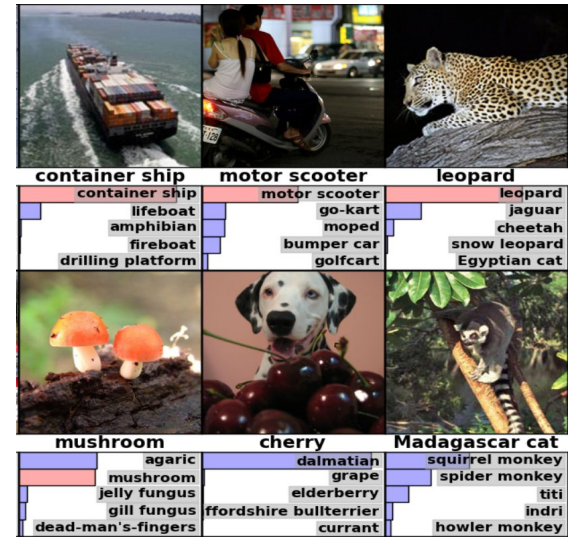 container ship
motor scooter
leopard
container ship
lifeboat
amphibian
fireboat
drilling platform
motor scooter
go-kart
moped
bumper car
golfcart
leopard
jaguar
cheetah
snow leopard
Egyptian cat
mushroom
cherry
Madagascar cat
agaric
mushroom
jelly fungus
gill fungus
dead-man's-fingers
dalmatian
grape
elderberry
ffordshire bullterrier
currant
squirrel monkey
spider monkey
titi
indri
howler monkey